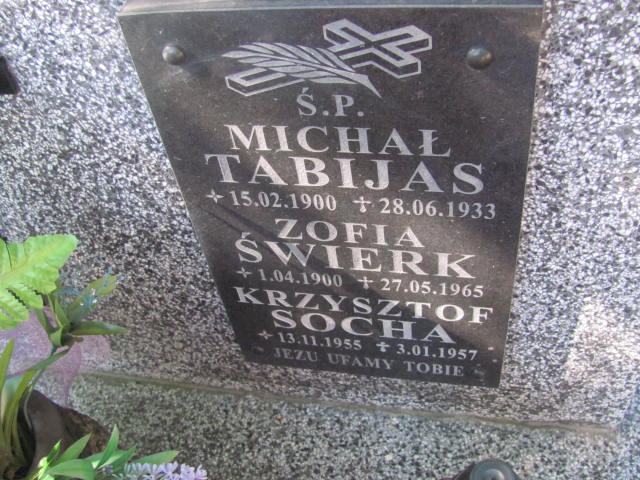 Ś.P.
MICHAŁ
TABIJAS
15.02.1900 28.06.1933
ZOFIA
ŚWIERK
1.04.1900 27.05.1965
KRZYSZTOF
SOCHA
13.11.1955 3.01.1957
JEZU UFAMY TOBIE